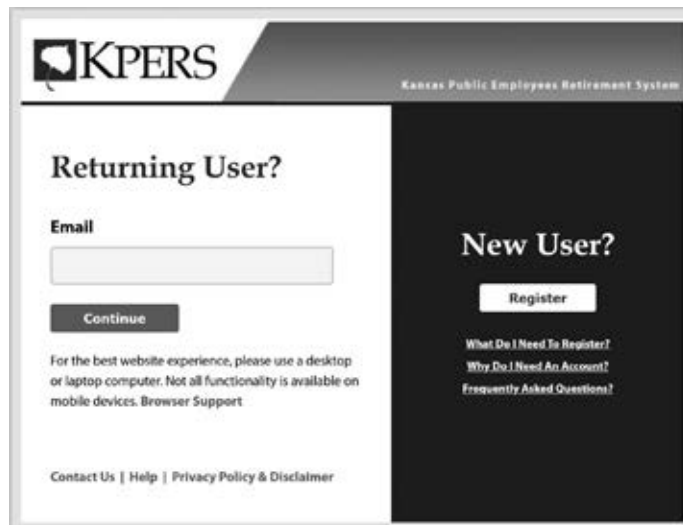 KPERS
Kansas Public Employees Retirement System
Returning User?
Email
Continue
For the best website experience, please use a desktop
or laptop computer. Not all functionality is available on
mobile devices. Browser Support
Contact Us | Help | Privacy Policy & Disclaimer
New User?
Register
What Do I Need To Register?
Why Do I Need An Account?
Frequently Asked Questions?